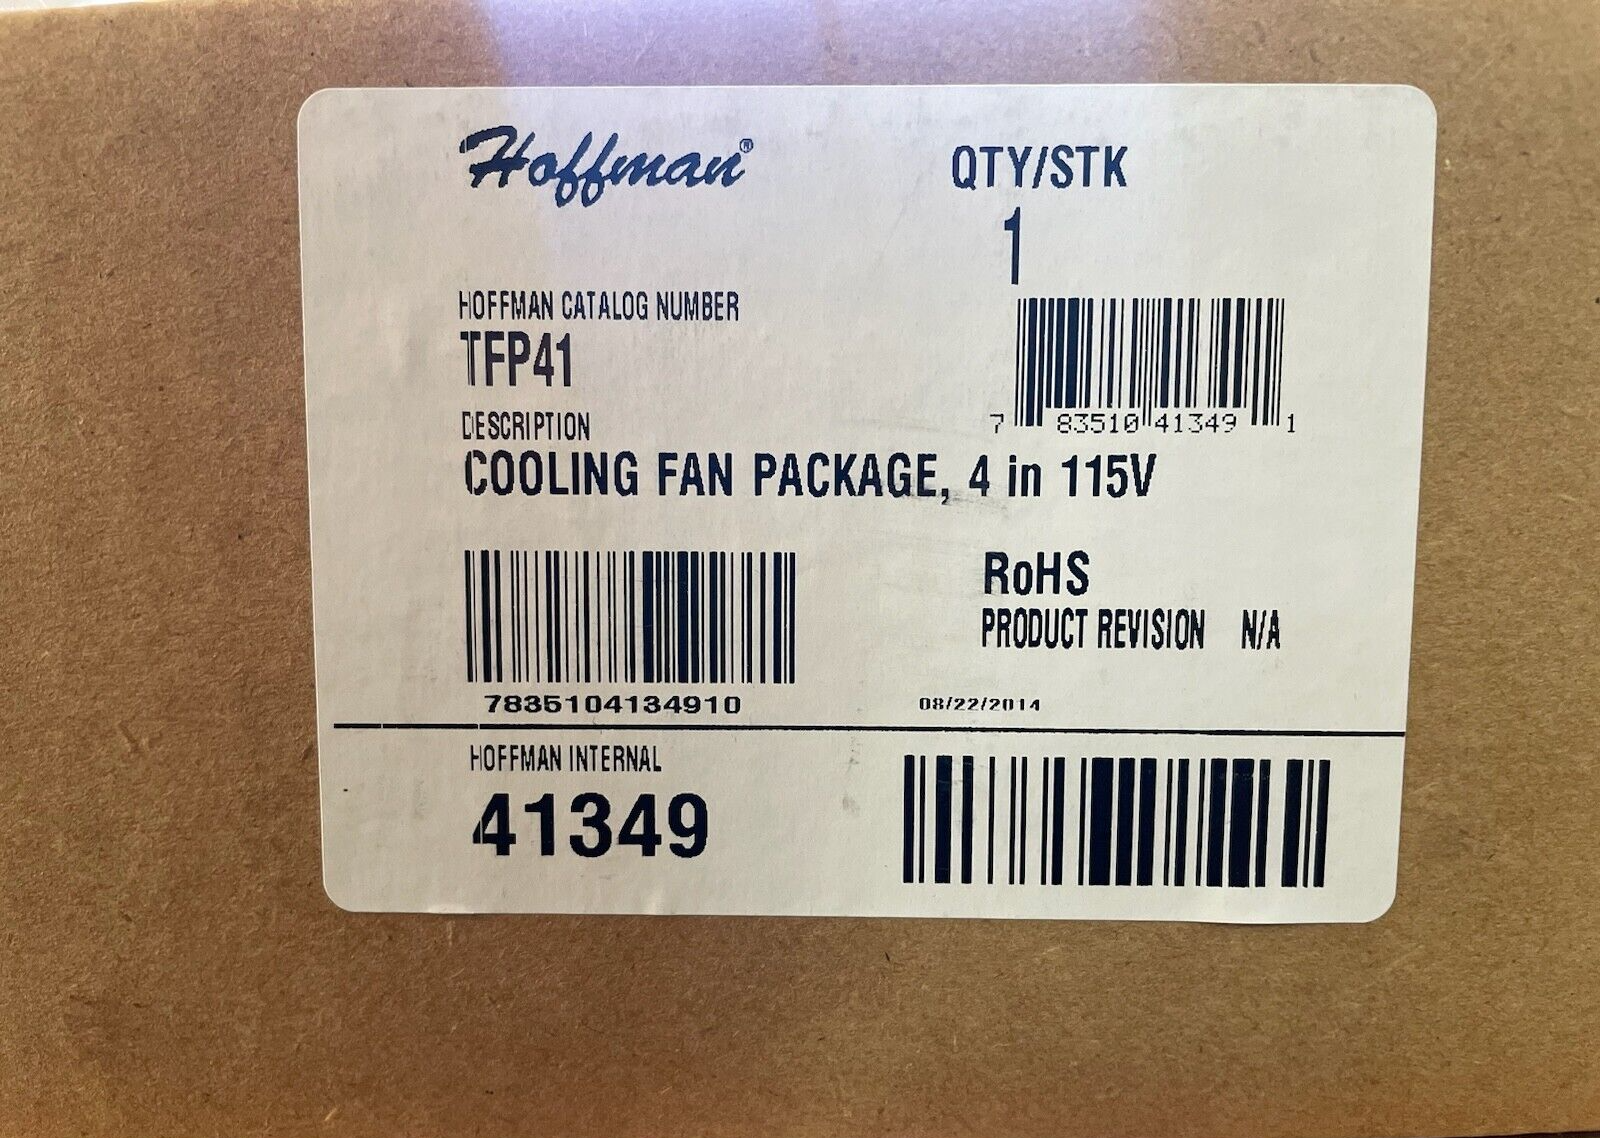 Hoffman®
QTY/STK
1
HOFFMAN CATALOG NUMBER
TFP41
7 83510 41349 1
DESCRIPTION
COOLING FAN PACKAGE, 4 in 115V
RoHS
PRODUCT REVISION N/A
7835104134910
08/22/2014
HOFFMAN INTERNAL
41349